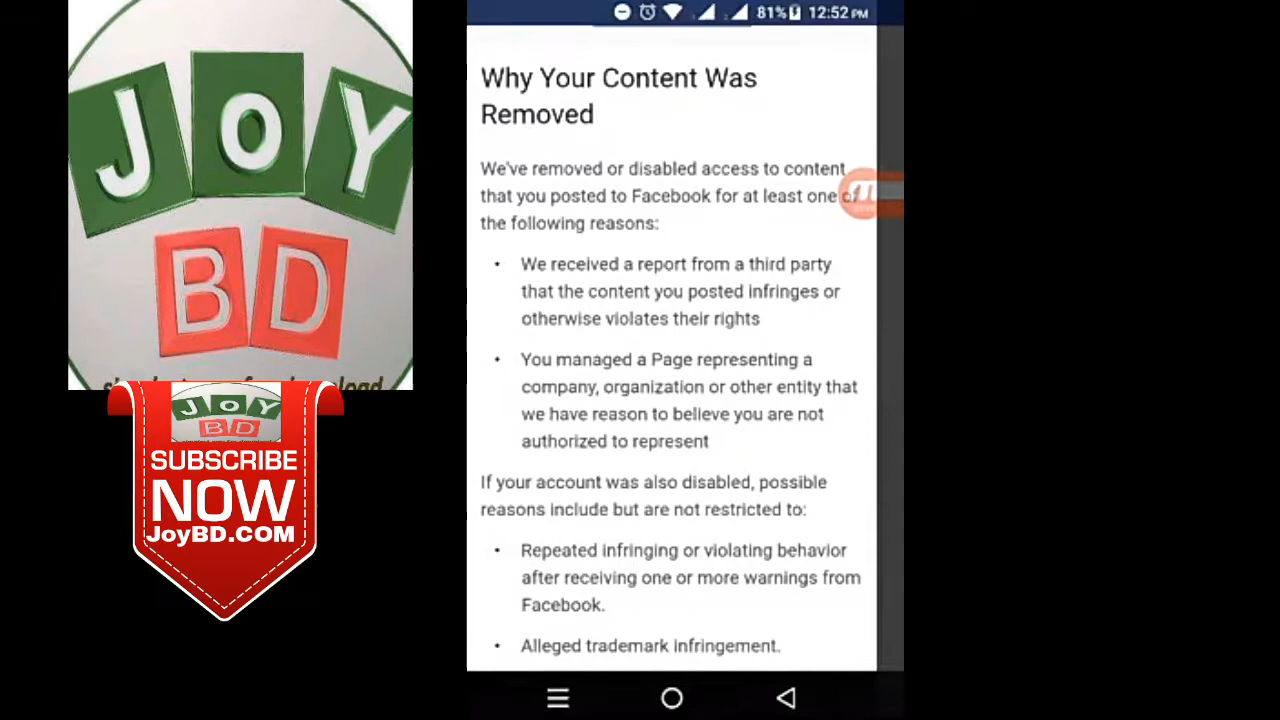 JOY
BD
SUBSCRIBE
NOW
JoyBD.COM
81% 12:52 PM
Why Your Content Was
Removed
We've removed or disabled access to content
that you posted to Facebook for at least one of
the following reasons:
• We received a report from a third party
that the content you posted infringes or
otherwise violates their rights
• You managed a Page representing a
company, organization or other entity that
we have reason to believe you are not
authorized to represent
If your account was also disabled, possible
reasons include but are not restricted to:
• Repeated infringing or violating behavior
after receiving one or more warnings from
Facebook.
• Alleged trademark infringement.